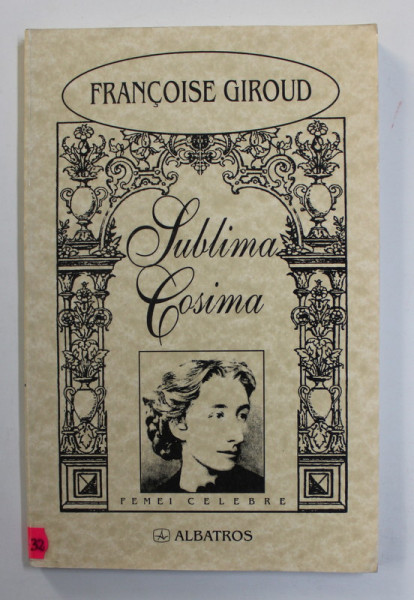 FRANÇOISE GIROUD
Sublima
Cosima
FEMEI CELEBRE
ALBATROS
32